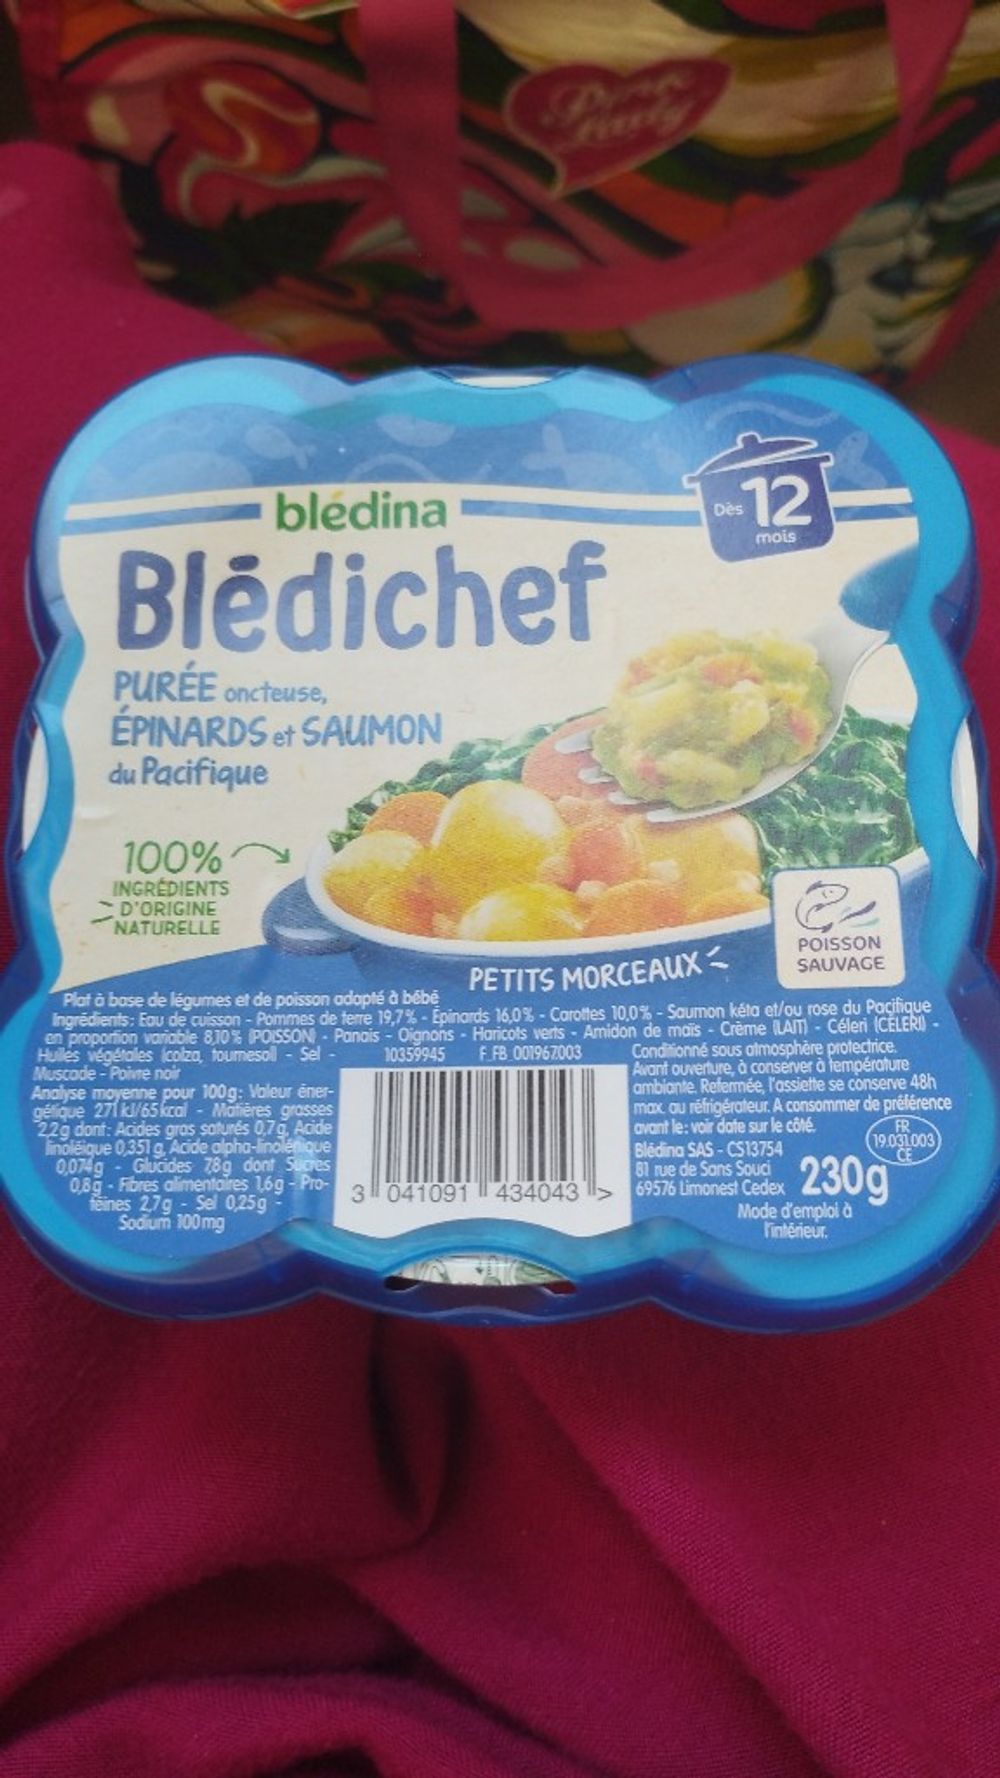 Pink
Lady
blédina
Dès 12
mois
Blédichef
PURÉE oncteuse,
ÉPINARDS et SAUMON
du Pacifique
100%
INGRÉDIENTS
D'ORIGINE
NATURELLE
POISSON
SAUVAGE
PETITS MORCEAUX
Plat à base de légumes et de poisson adapté à bébé
Ingrédients: Eau de cuisson - Pommes de terre 19,7% - Epinards 16,0% - Carottes 10,0% - Saumon kéta et/ou rose du Pacifique
en proportion variable 8,10% (POISSON) - Panais - Oignons - Haricots verts - Amidon de maïs - Crème (LAIT) - Céleri (CÉLERI) -
Huiles végétales (colza, tournesol) - Sel -
Muscade - Poivre noir
10359945 F_FB_001967.003
Analyse moyenne pour 100g: Valeur éner-
gétique 271 kJ/65 kcal - Matières grasses
2,2g dont: Acides gras saturés 0,7g, Acide
linoléique 0,351 g, Acide alpha-linolénique
0,074g - Glucides 7,8g dont Sucres
0,8g - Fibres alimentaires 1,6g - Pro-
téines 2,7g - Sel 0,25g -
Sodium 100mg
3 041091 434043 >
Conditionné sous atmosphère protectrice.
Avant ouverture, à conserver à température
ambiante. Refermée, l'assiette se conserve 48h
max. au réfrigérateur. A consommer de préférence
avant le: voir date sur le côté.
Blédina SAS - CS13754
81 rue de Sans Souci
69576 Limonest Cedex
FR
19.031.003
CE
230g
Mode d'emploi à
l'intérieur.